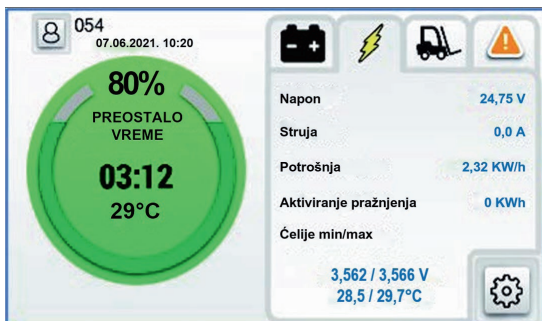 054
07.06.2021. 10:20
80%
PREOSTALO
VREME
03:12
29°C
Napon 24,75 V
Struja 0,0 A
Potrošnja 2,32 KW/h
Aktiviranje pražnjenja 0 KWh
Ćelije min/max
3,562 / 3,566 V
28,5 / 29,7°C